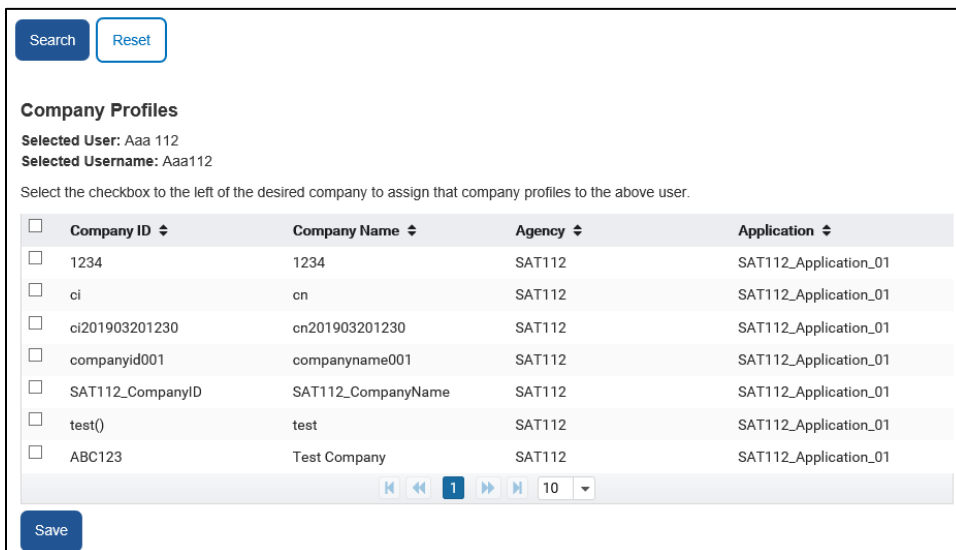 Search Reset
Company Profiles
Selected User: Aaa 112
Selected Username: Aaa112
Select the checkbox to the left of the desired company to assign that company profiles to the above user.
Company ID Company Name Agency Application
1234 1234 SAT112 SAT112_Application_01
ci cn SAT112 SAT112_Application_01
ci201903201230 cn201903201230 SAT112 SAT112_Application_01
companyid001 companyname001 SAT112 SAT112_Application_01
SAT112_CompanyID SAT112_CompanyName SAT112 SAT112_Application_01
test() test SAT112 SAT112_Application_01
ABC123 Test Company SAT112 SAT112_Application_01
1 10
Save